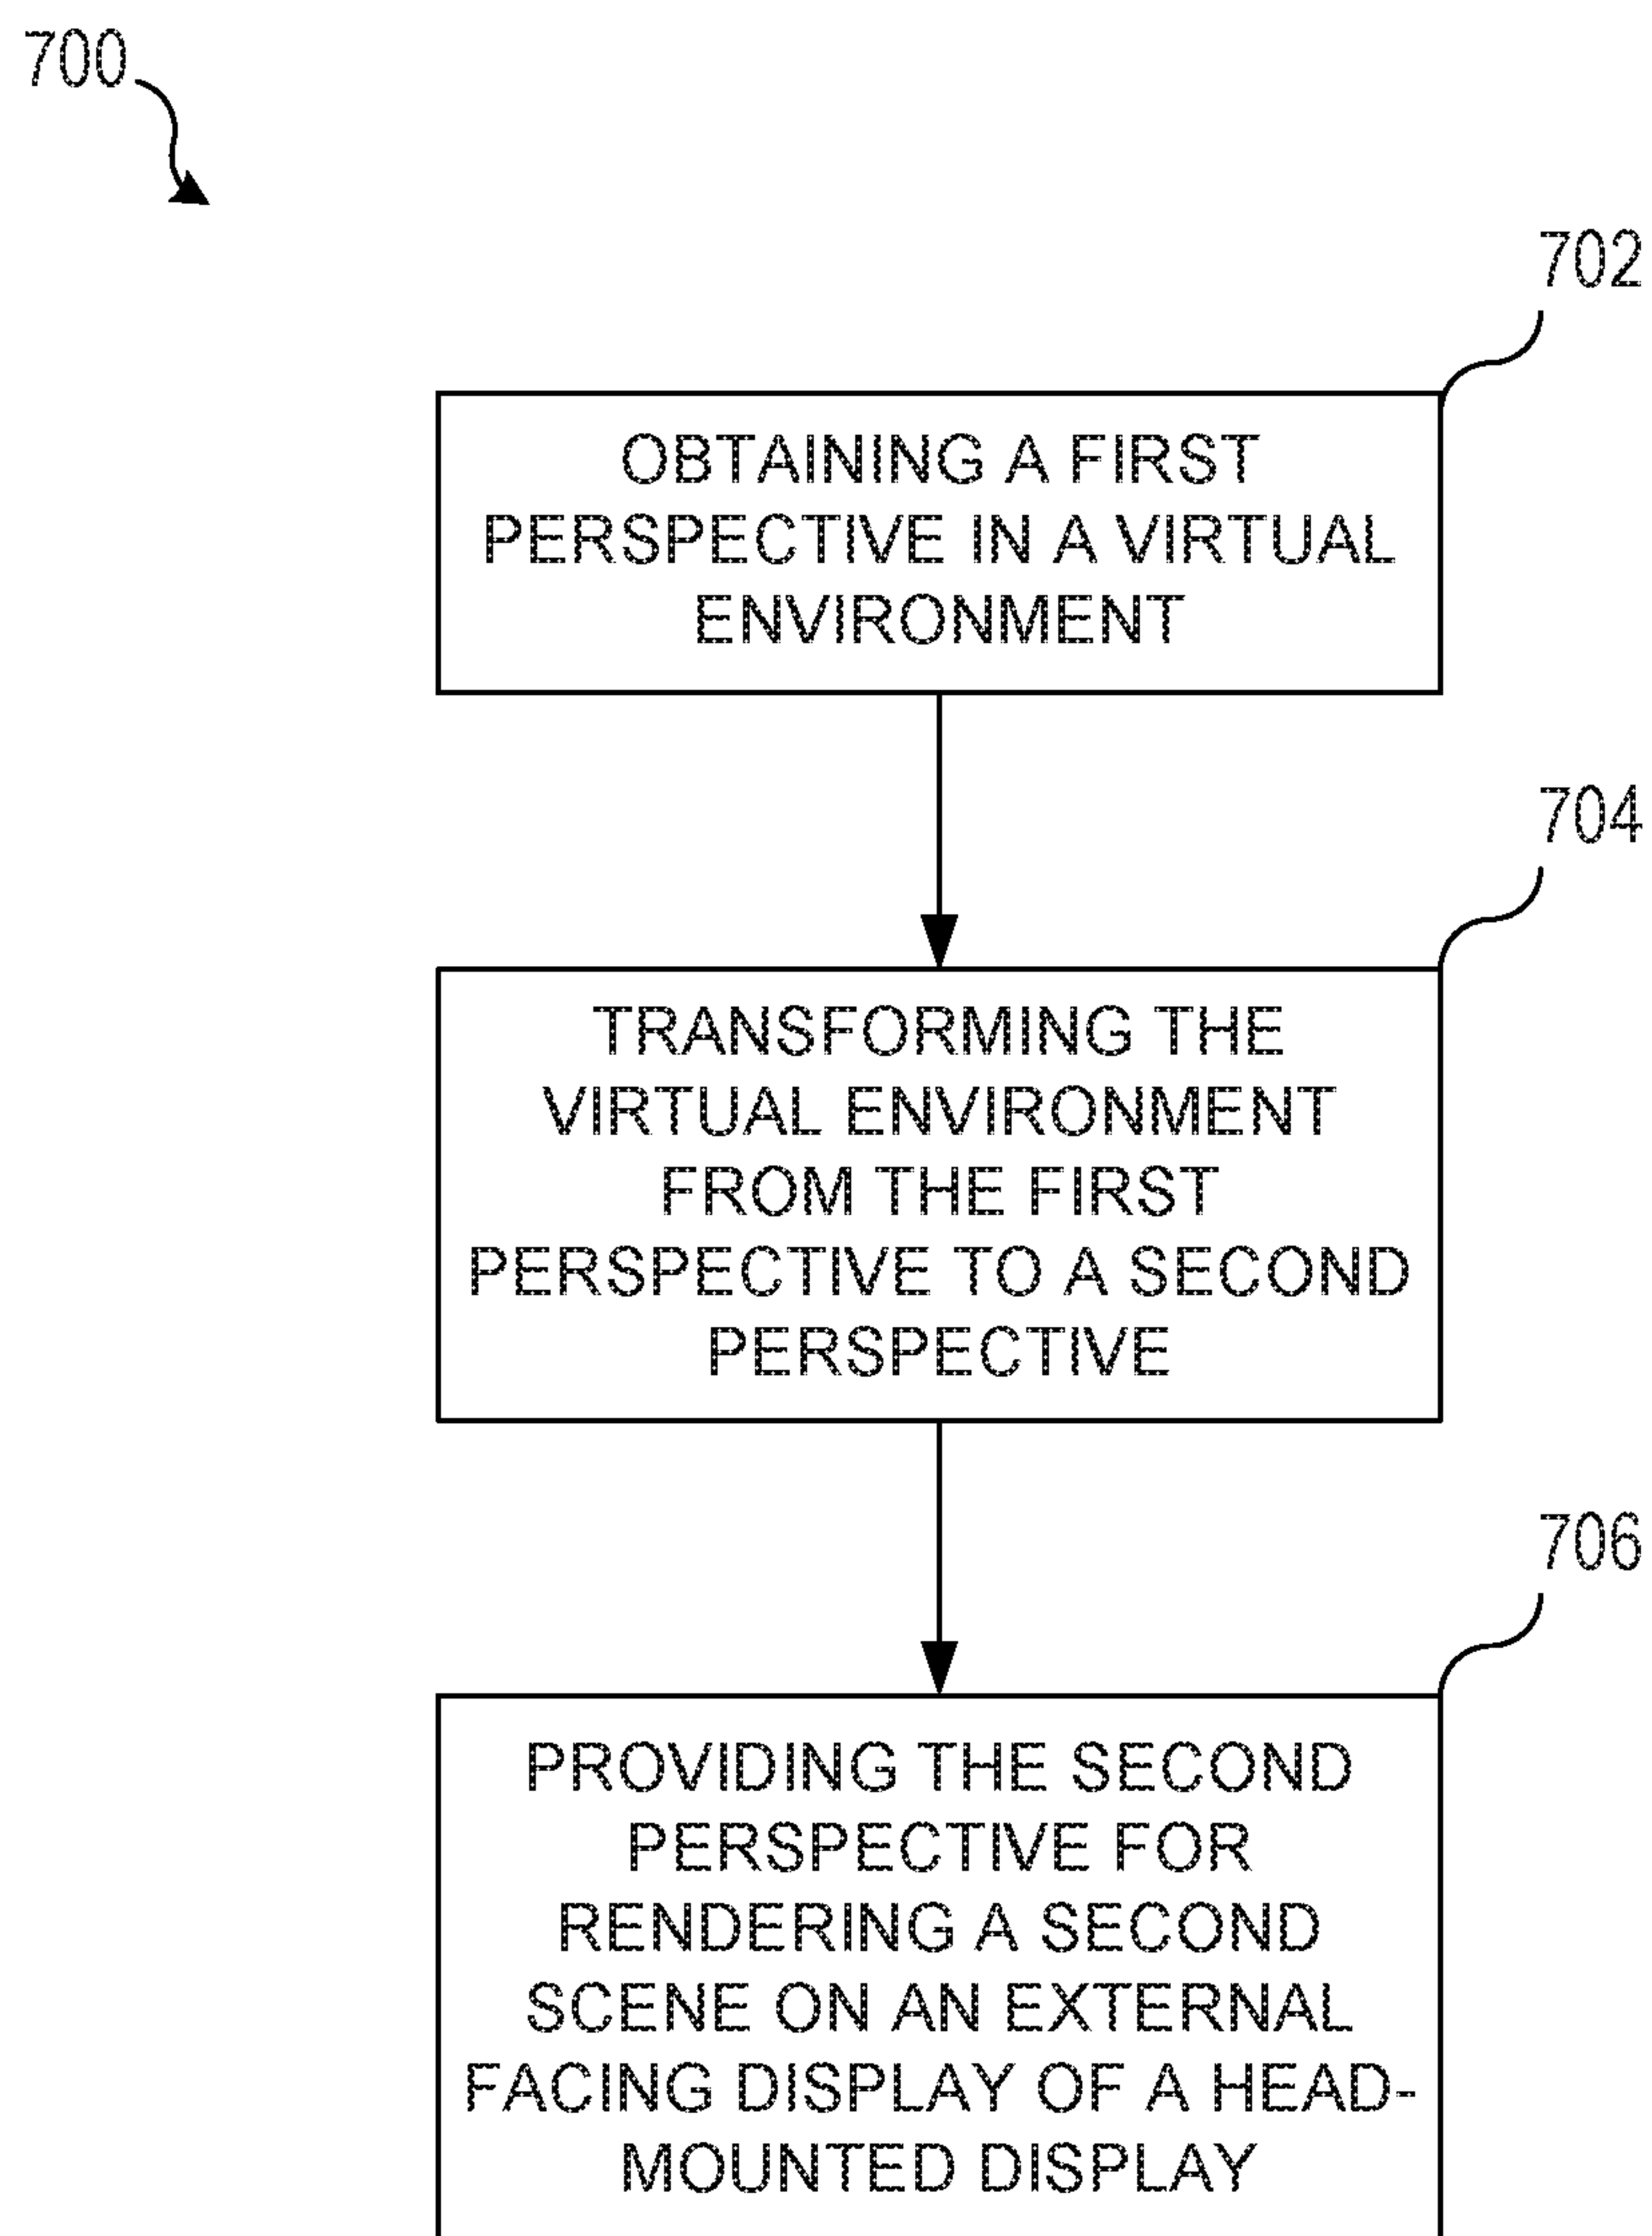 700
702
OBTAINING A FIRST
PERSPECTIVE IN A VIRTUAL
ENVIRONMENT
704
TRANSFORMING THE
VIRTUAL ENVIRONMENT
FROM THE FIRST
PERSPECTIVE TO A SECOND
PERSPECTIVE
706
PROVIDING THE SECOND
PERSPECTIVE FOR
RENDERING A SECOND
SCENE ON AN EXTERNAL
FACING DISPLAY OF A HEAD-
MOUNTED DISPLAY